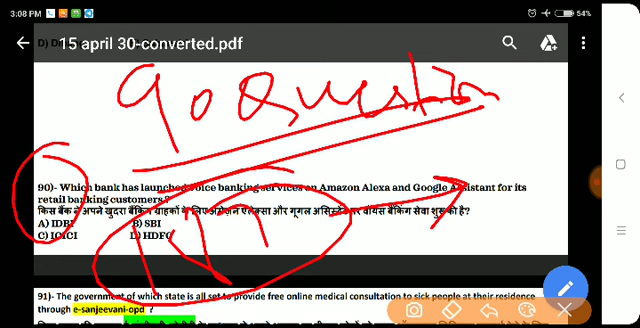 3:08 PM 54%
15 april 30-converted.pdf
90 Question
90)- Which bank has launched voice banking services on Amazon Alexa and Google Assistant for its
retail banking customers ?
किस बैंक ने अपने खुदरा बैंकिंग ग्राहकों के लिए अमेज़न एलेक्सा और गूगल असिस्टेंट पर वॉयस बैंकिंग सेवा शुरू की है?
A) IDBI B) SBI
C) ICICI D) HDFC
91)- The government of which state is all set to provide free online medical consultation to sick people at their residence
through e-sanjeevani-opd ?